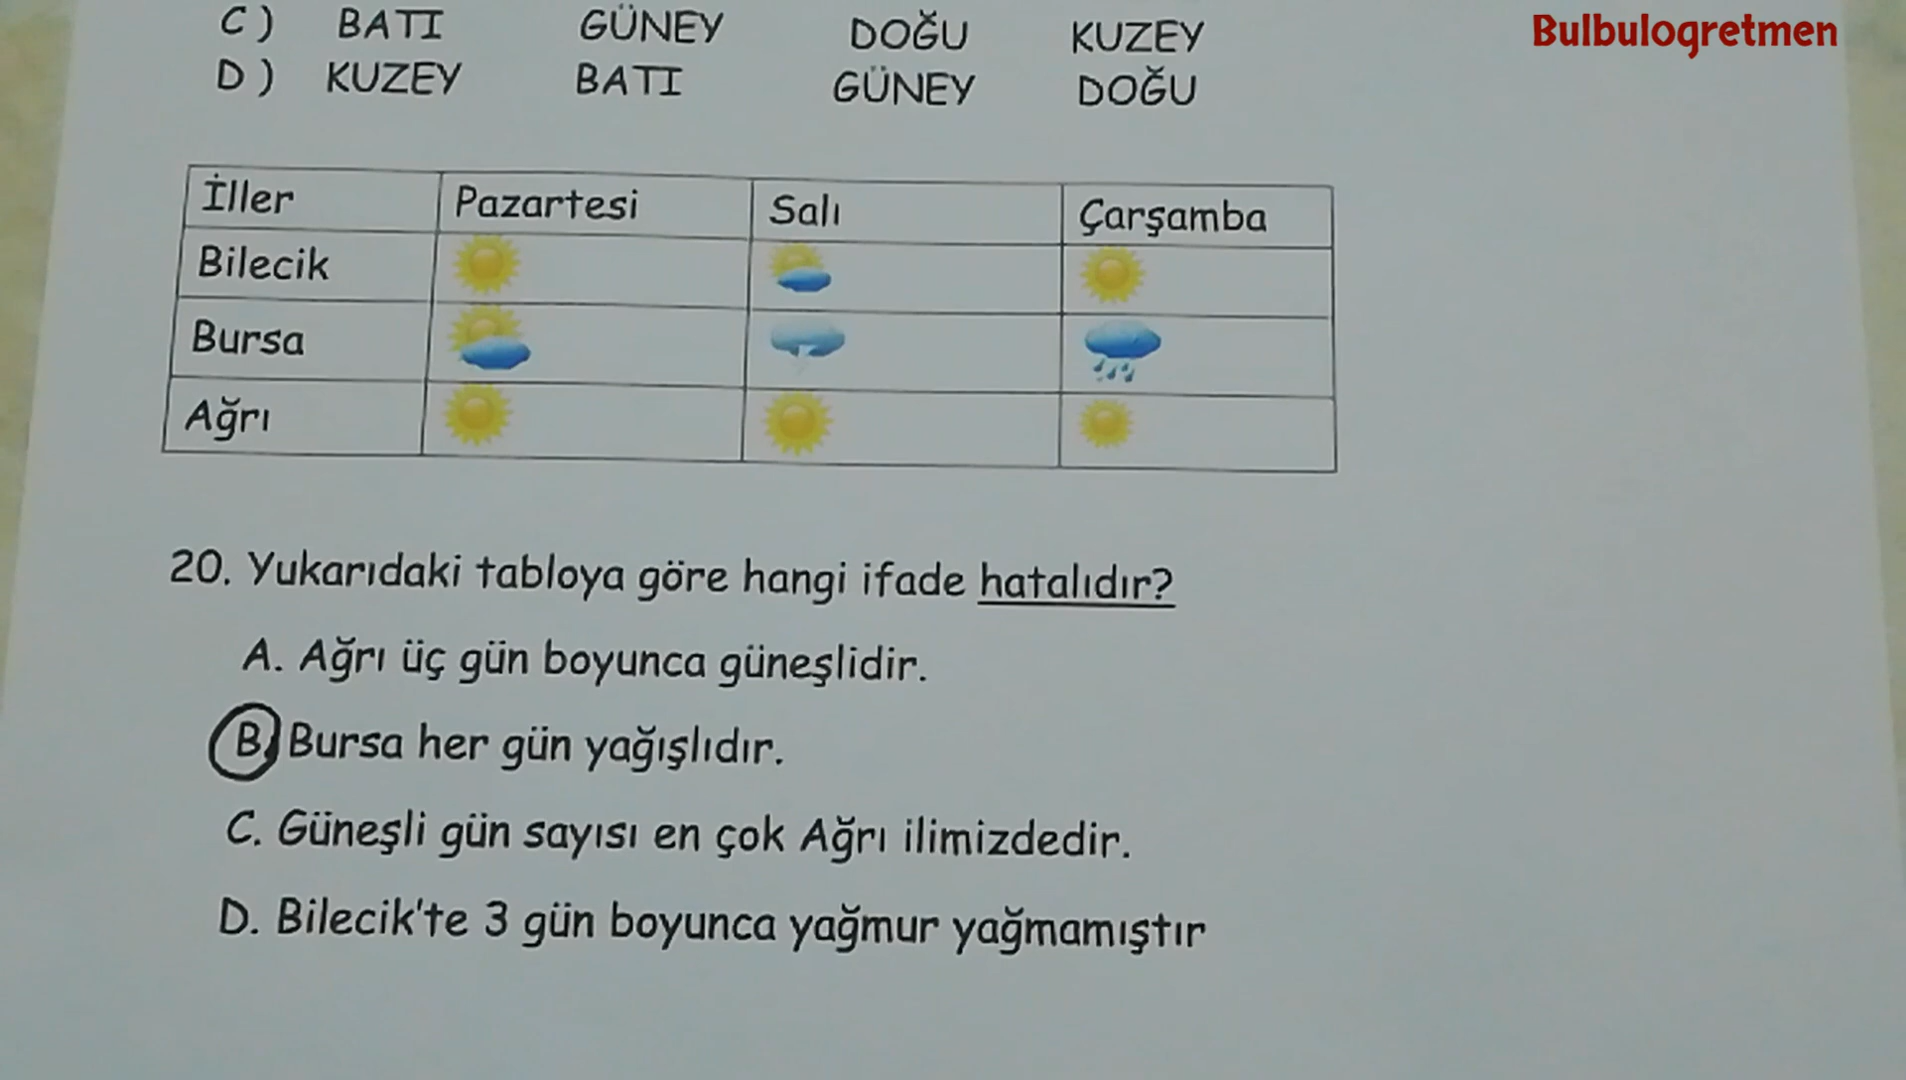 Bulbulogretmen
C) BATI GÜNEY DOĞU KUZEY
D) KUZEY BATI GÜNEY DOĞU
İller Pazartesi Salı Çarşamba
Bilecik
Bursa
Ağrı
20. Yukarıdaki tabloya göre hangi ifade hatalıdır?
A. Ağrı üç gün boyunca güneşlidir.
B. Bursa her gün yağışlıdır.
C. Güneşli gün sayısı en çok Ağrı ilimizdedir.
D. Bilecik'te 3 gün boyunca yağmur yağmamıştır